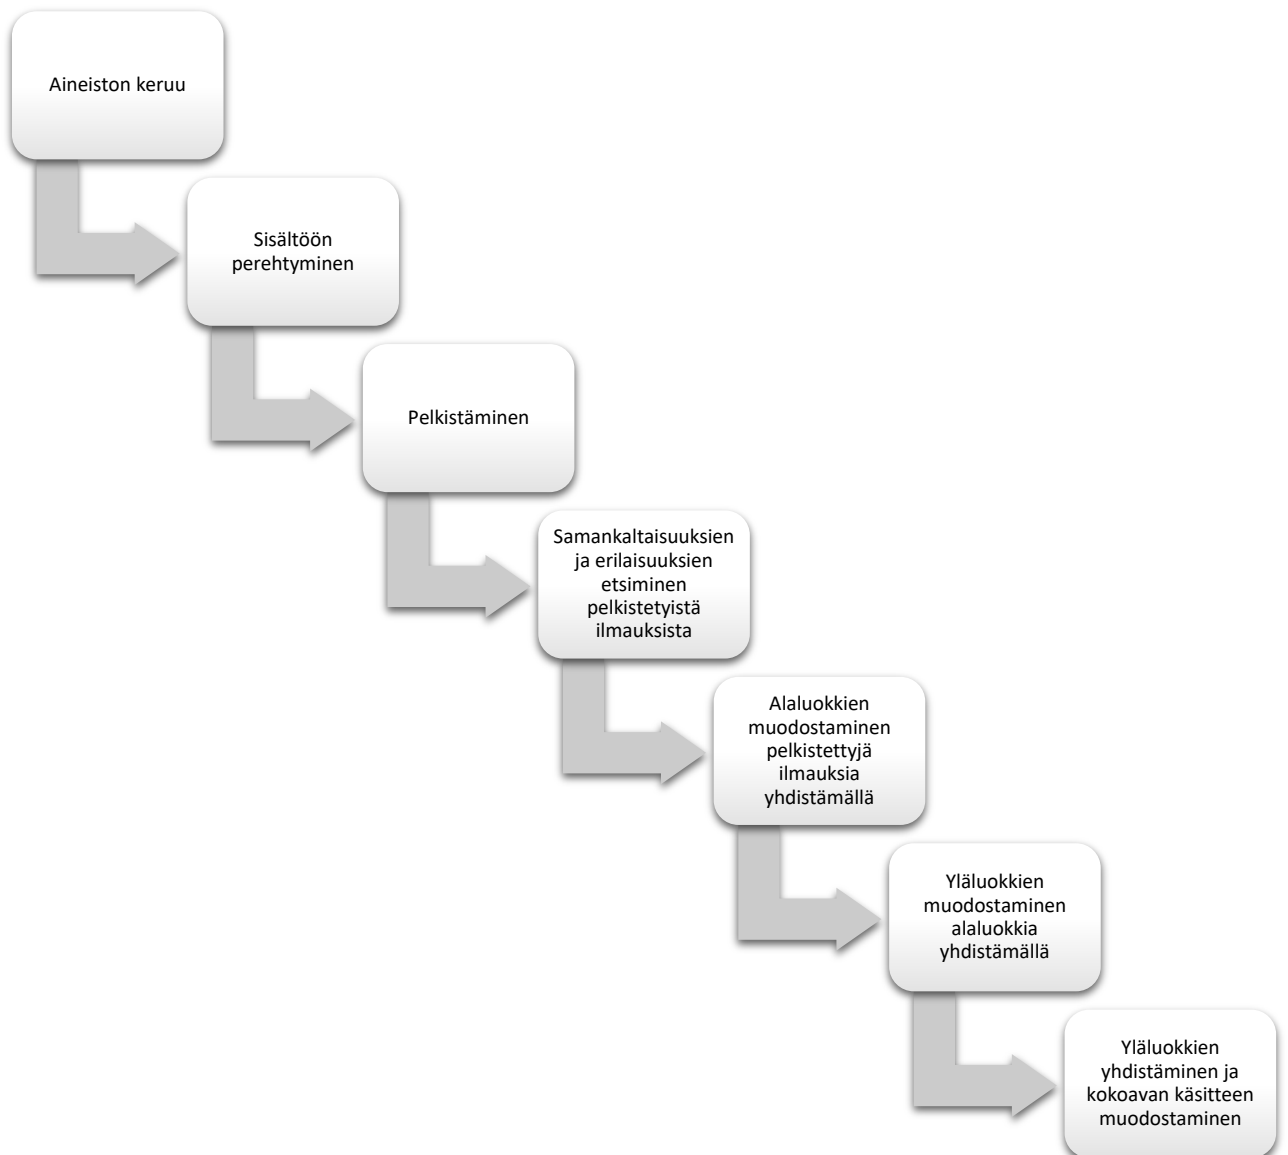 Aineiston keruu
Sisältöön
perehtyminen
Pelkistäminen
Samankaltaisuuksien
ja erilaisuuksien
etsiminen
pelkistetyistä
ilmauksista
Alaluokkien
muodostaminen
pelkistettyjä
ilmauksia
yhdistämällä
Yläluokkien
muodostaminen
alaluokkia
yhdistämällä
Yläluokkien
yhdistäminen ja
kokoavan käsitteen
muodostaminen